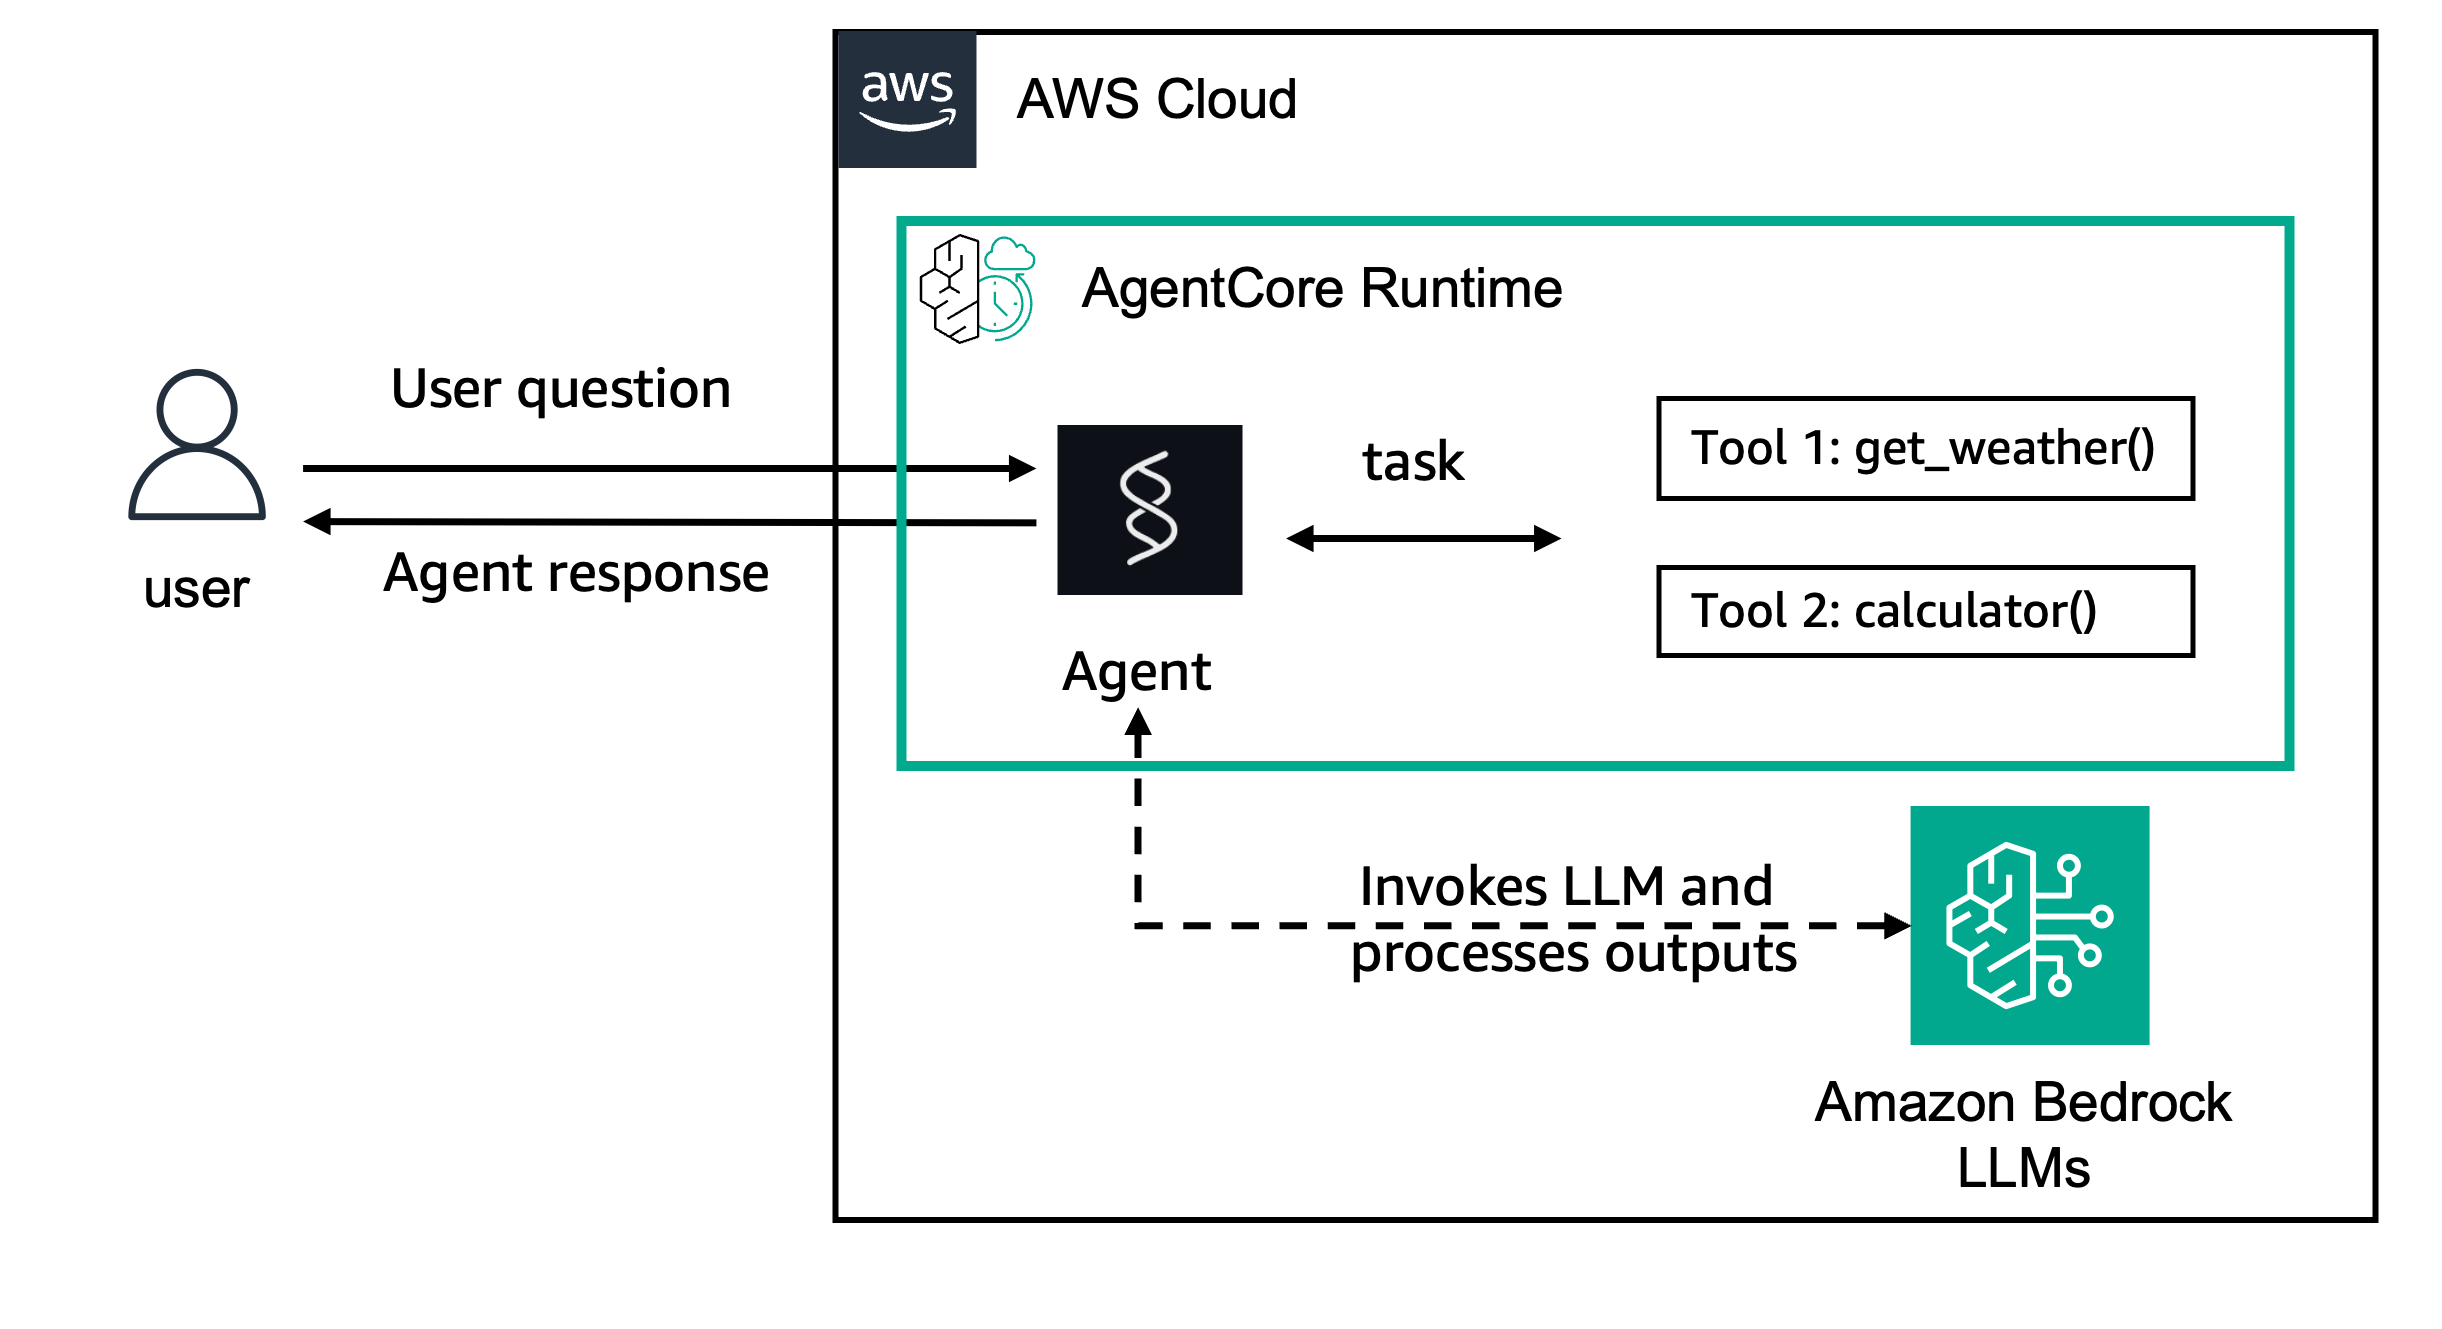 aws
AWS Cloud
AgentCore Runtime
User question
Agent response
user
Agent
task
Tool 1: get_weather()
Tool 2: calculator()
Invokes LLM and
processes outputs
Amazon Bedrock
LLMs